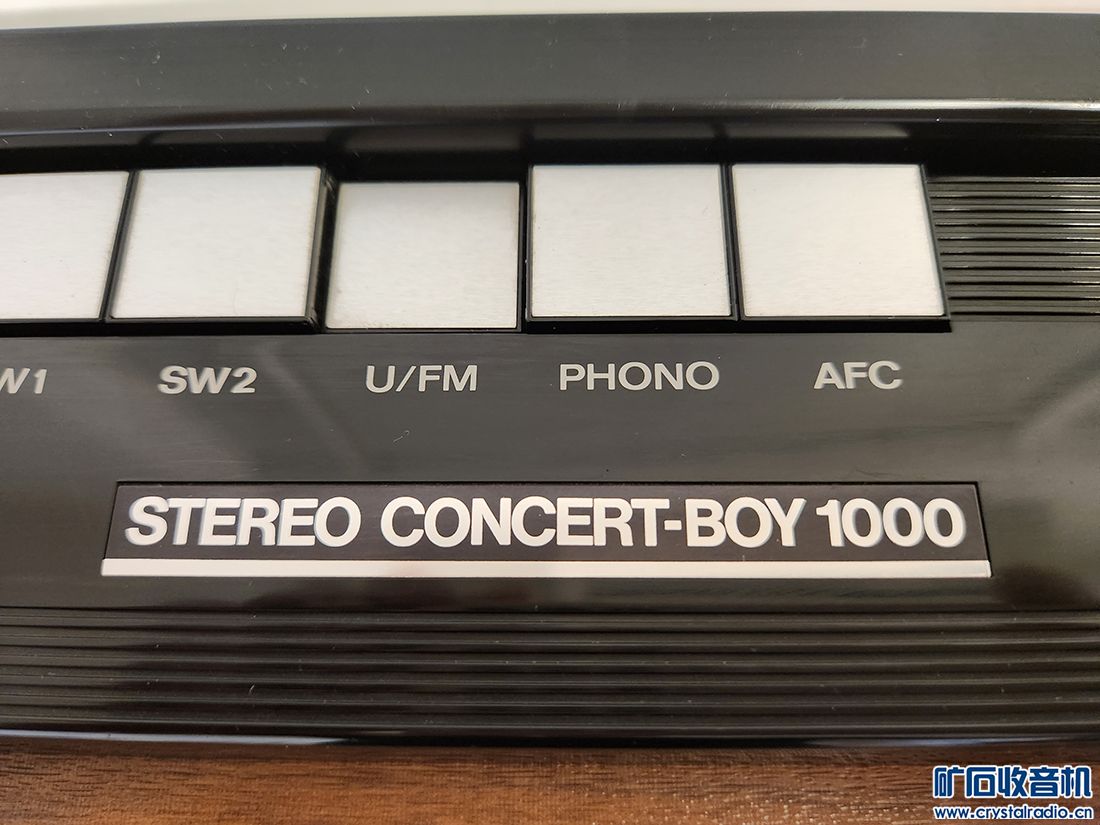 W1 SW2 U/FM PHONO AFC
STEREO CONCERT-BOY 1000
矿石收音机
www.crystalradio.cn